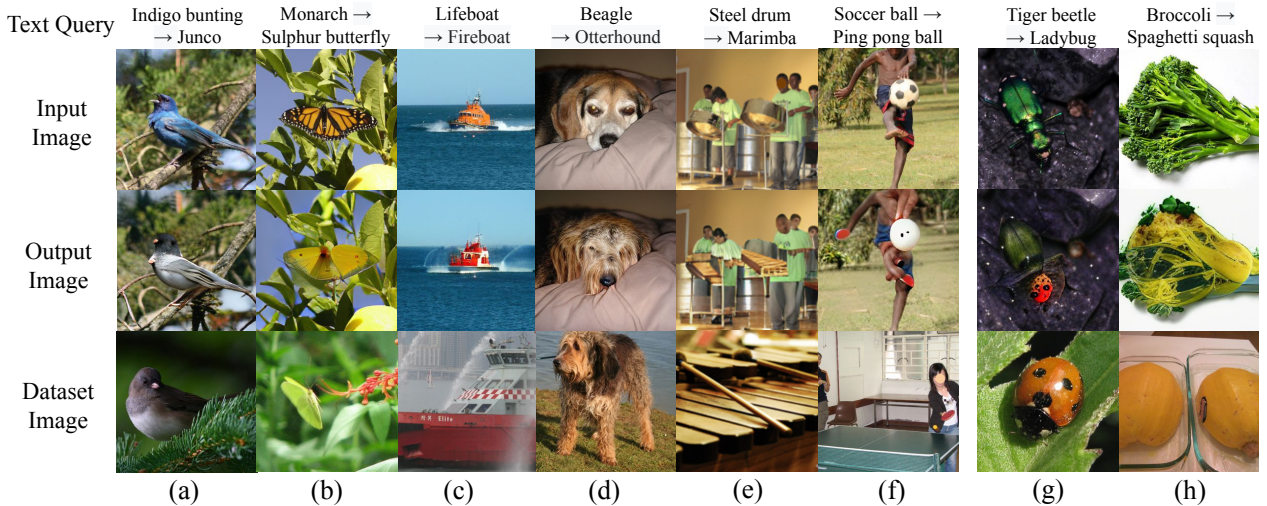 Text Query
Indigo bunting
→ Junco
Monarch →
Sulphur butterfly
Lifeboat
→ Fireboat
Beagle
→ Otterhound
Steel drum
→ Marimba
Soccer ball →
Ping pong ball
Tiger beetle
→ Ladybug
Broccoli →
Spaghetti squash
Input
Image
Output
Image
Dataset
Image
Elite
(a)
(b)
(c)
(d)
(e)
(f)
(g)
(h)